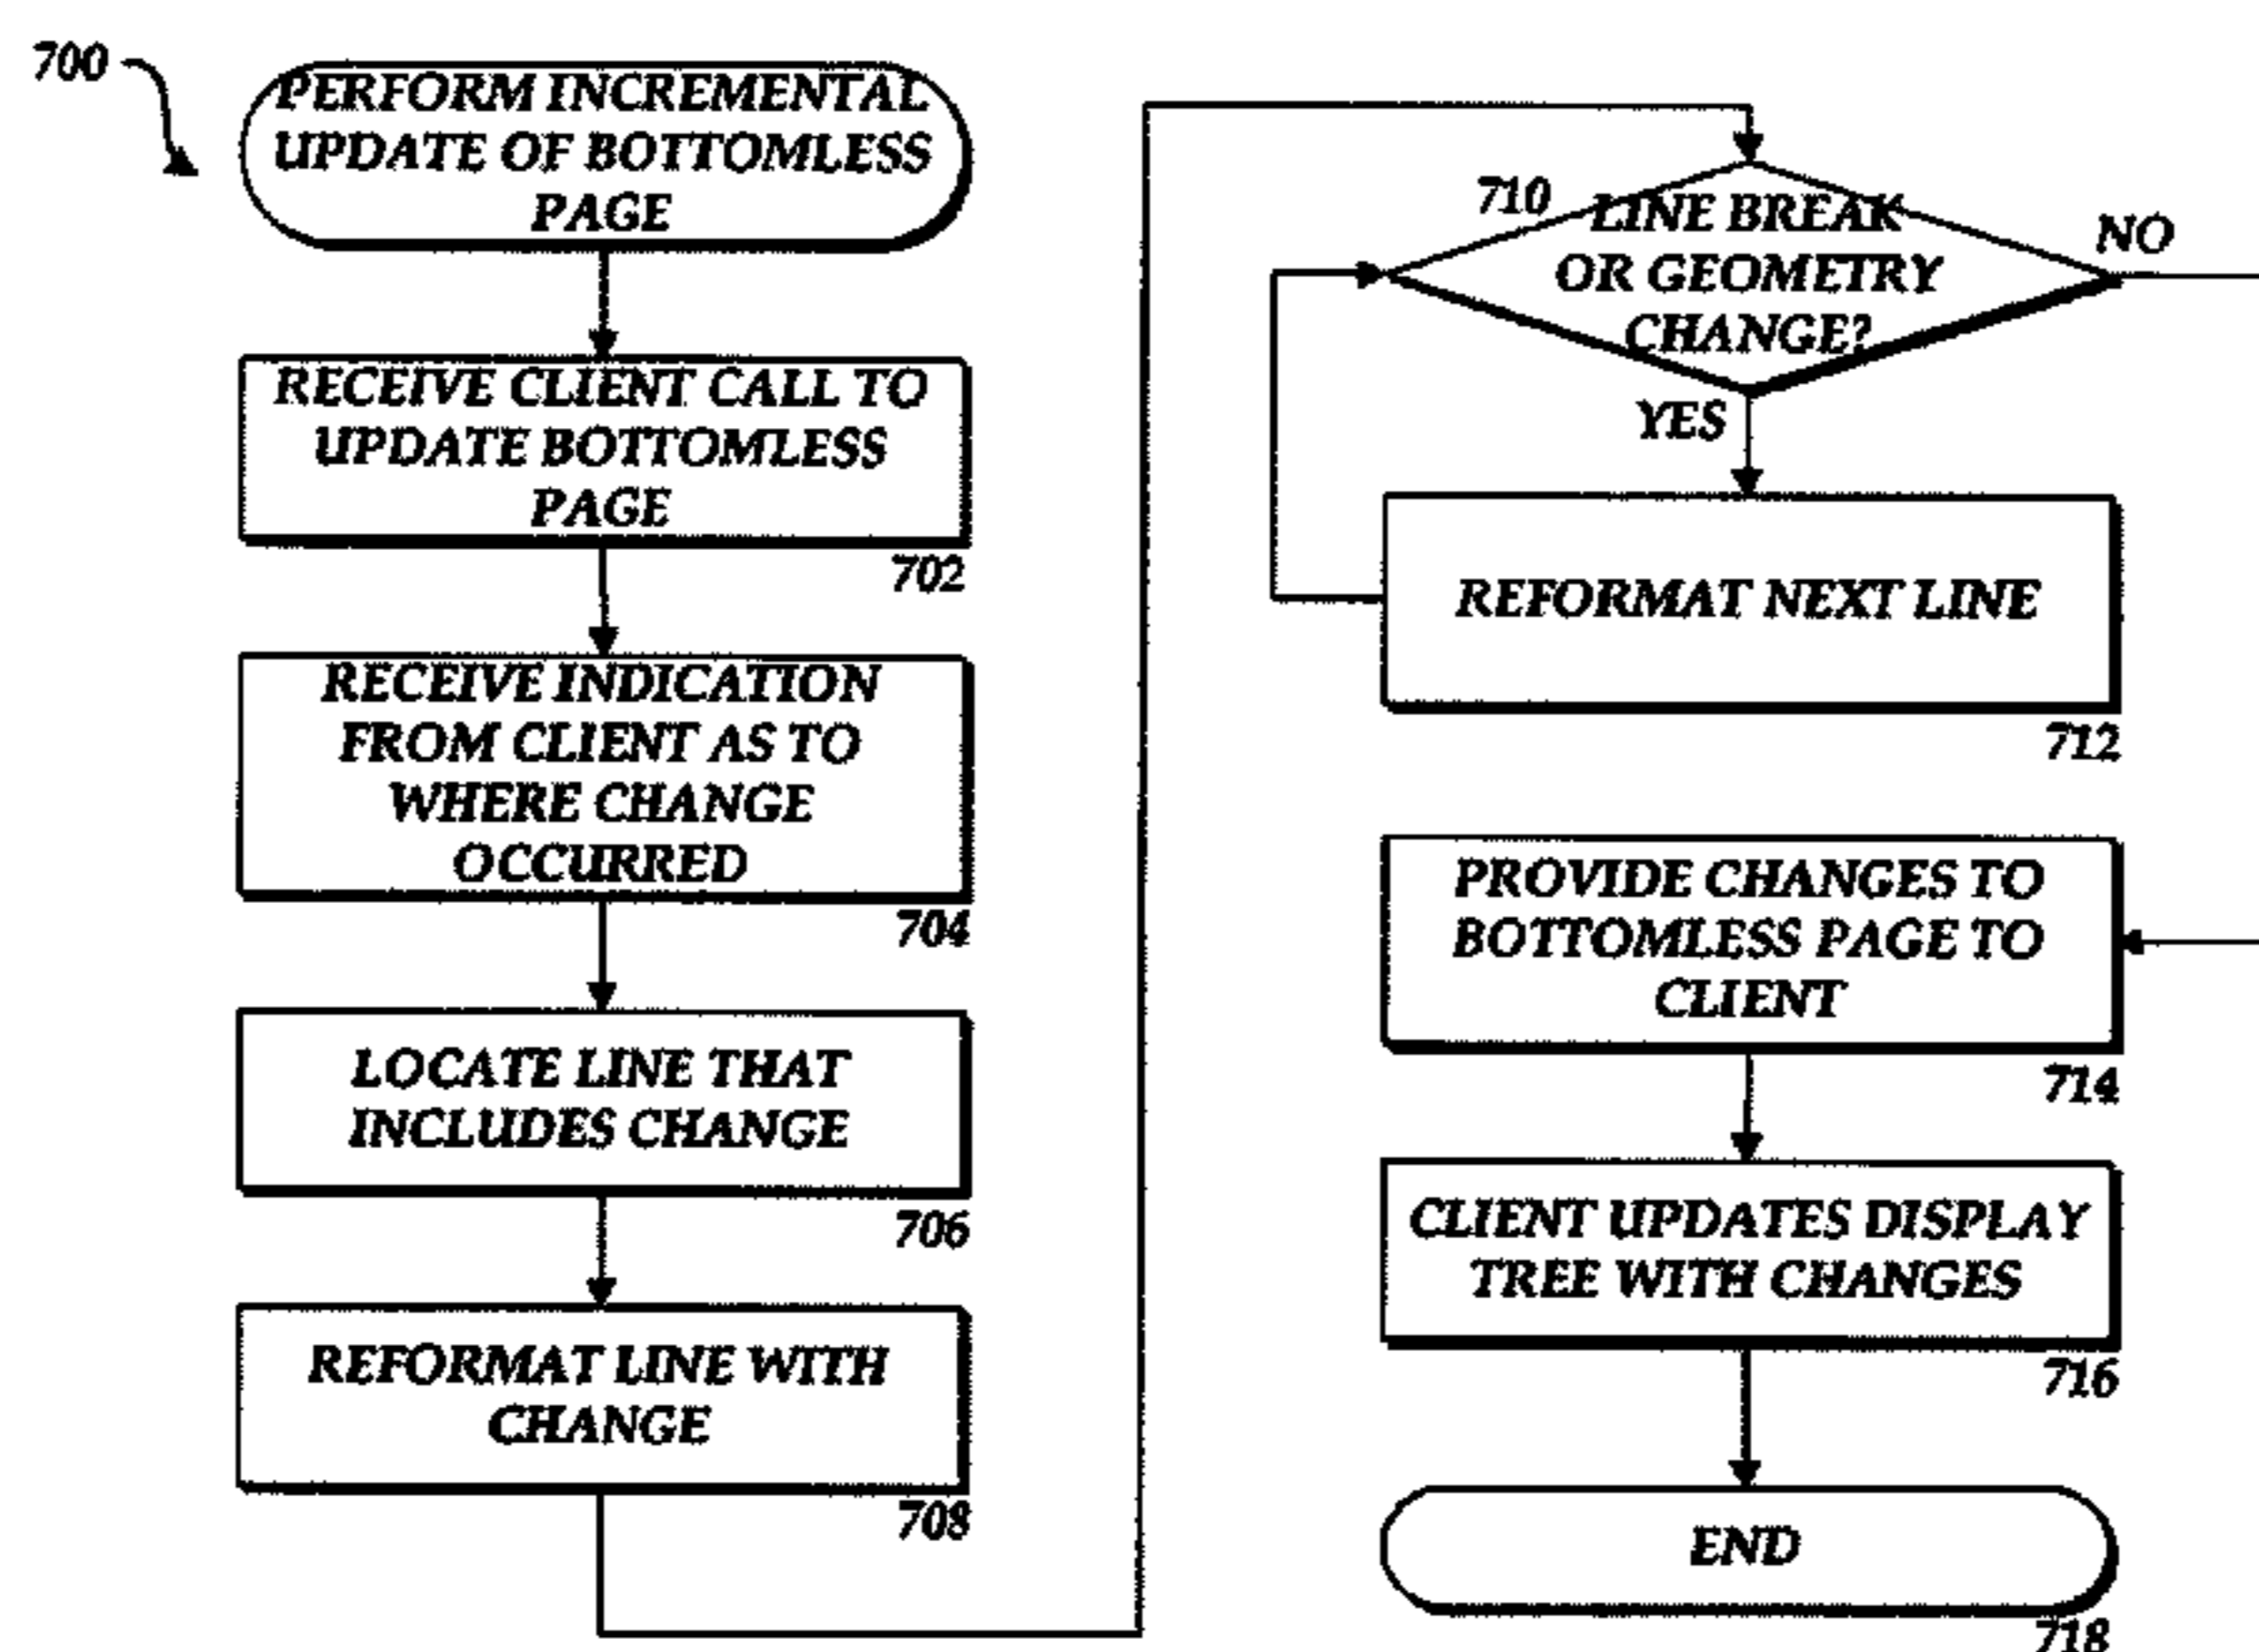 700
PERFORM INCREMENTAL
UPDATE OF BOTTOMLESS
PAGE
RECEIVE CLIENT CALL TO
UPDATE BOTTOMLESS
PAGE
702
RECEIVE INDICATION
FROM CLIENT AS TO
WHERE CHANGE
OCCURRED
704
LOCATE LINE THAT
INCLUDES CHANGE
706
REFORMAT LINE WITH
CHANGE
708
710
LINE BREAK
OR GEOMETRY
CHANGE?
NO
YES
REFORMAT NEXT LINE
712
PROVIDE CHANGES TO
BOTTOMLESS PAGE TO
CLIENT
714
CLIENT UPDATES DISPLAY
TREE WITH CHANGES
716
END
718